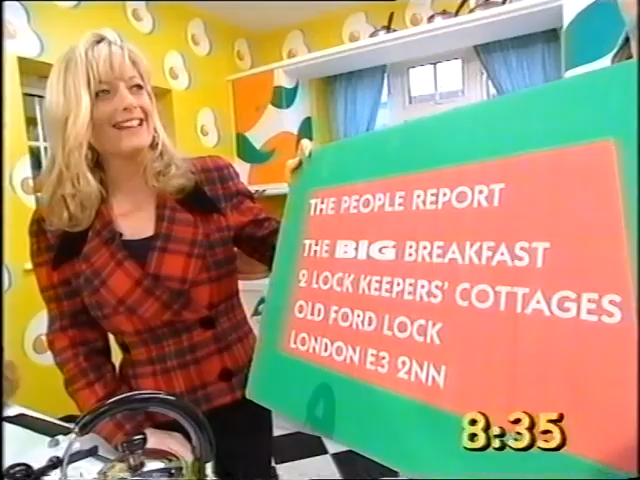 THE PEOPLE REPORT
THE BIG BREAKFAST
2 LOCK KEEPERS' COTTAGES
OLD FORD LOCK
LONDON E3 2NN
8:35